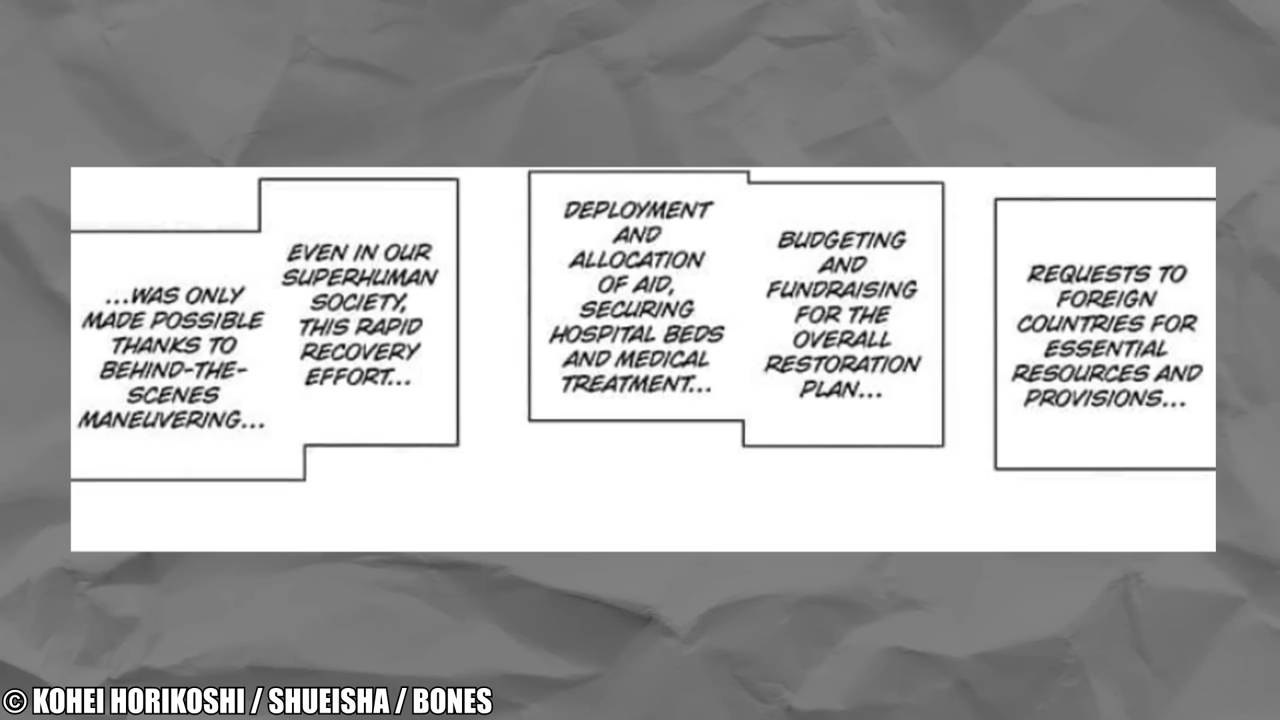 REQUESTS TO
FOREIGN
COUNTRIES FOR
ESSENTIAL
RESOURCES AND
PROVISIONS...
BUDGETING
AND
FUNDRAISING
FOR THE
OVERALL
RESTORATION
PLAN...
DEPLOYMENT
AND
ALLOCATION
OF AID,
SECURING
HOSPITAL BEDS
AND MEDICAL
TREATMENT...
EVEN IN OUR
SUPERHUMAN
SOCIETY,
THIS RAPID
RECOVERY
EFFORT...
...WAS ONLY
MADE POSSIBLE
THANKS TO
BEHIND-THE-
SCENES
MANEUVERING...
© KOHEI HORIKOSHI / SHUEISHA / BONES